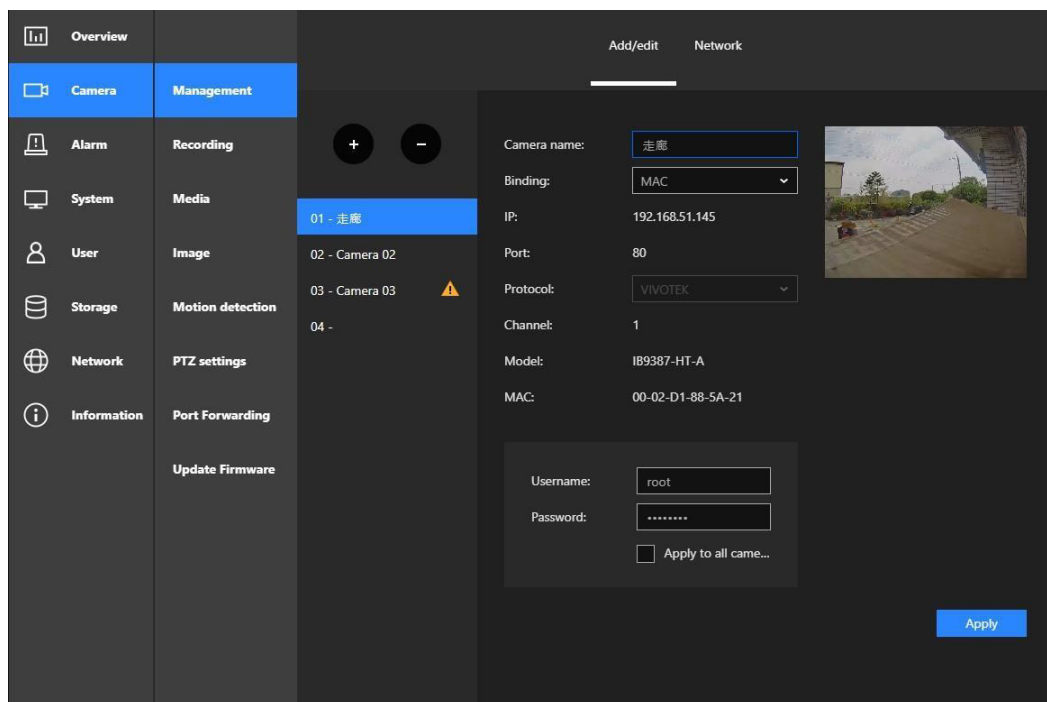 Overview
Camera
Alarm
System
User
Storage
Network
Information
Management
Recording
Media
Image
Motion detection
PTZ settings
Port Forwarding
Update Firmware
+ -
01 - 走廊
02 - Camera 02
03 - Camera 03
04 -
Add/edit Network
Camera name: 走廊
Binding: MAC
IP: 192.168.51.145
Port: 80
Protocol: VIVOTEK
Channel: 1
Model: IB9387-HT-A
MAC: 00-02-D1-88-5A-21
Username: root
Password: ••••••••
Apply to all came...
Apply